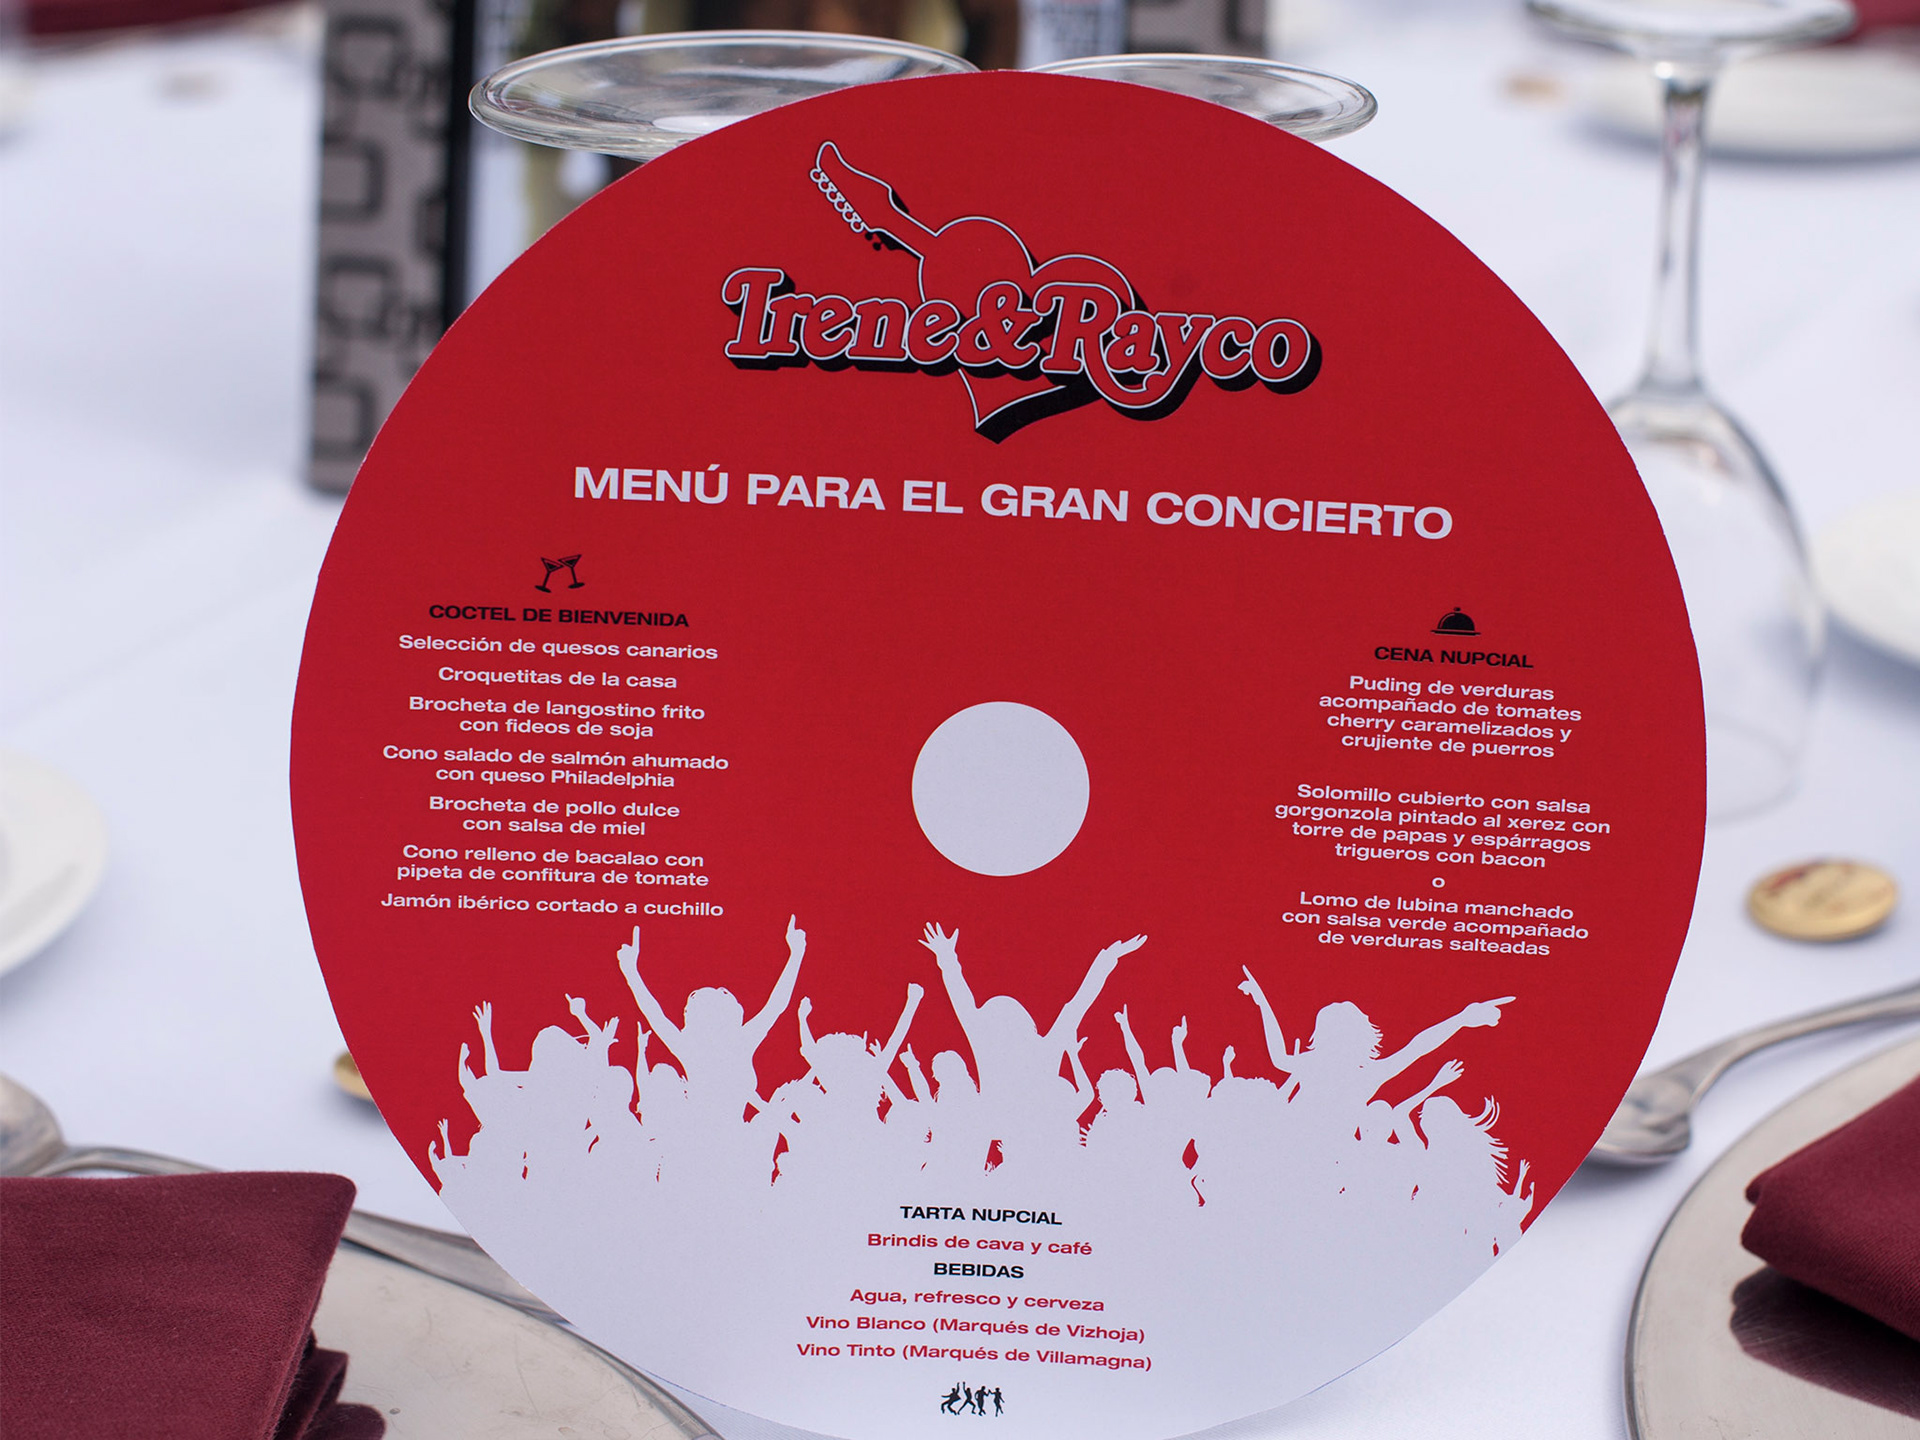 Irene&Rayco
MENÚ PARA EL GRAN CONCIERTO
COCTEL DE BIENVENIDA
Selección de quesos canarios
Croquetitas de la casa
Brocheta de langostino frito
con fideos de soja
Cono salado de salmón ahumado
con queso Philadelphia
Brocheta de pollo dulce
con salsa de miel
Cono relleno de bacalao con
pipeta de confitura de tomate
Jamón ibérico cortado a cuchillo
CENA NUPCIAL
Puding de verduras
acompañado de tomates
cherry caramelizados y
crujiente de puerros
Solomillo cubierto con salsa
gorgonzola pintado al xerez con
torre de papas y espárragos
trigueros con bacon
o
Lomo de lubina manchado
con salsa verde acompañado
de verduras salteadas
TARTA NUPCIAL
Brindis de cava y café
BEBIDAS
Agua, refresco y cerveza
Vino Blanco (Marqués de Vizhoja)
Vino Tinto (Marqués de Villamagna)